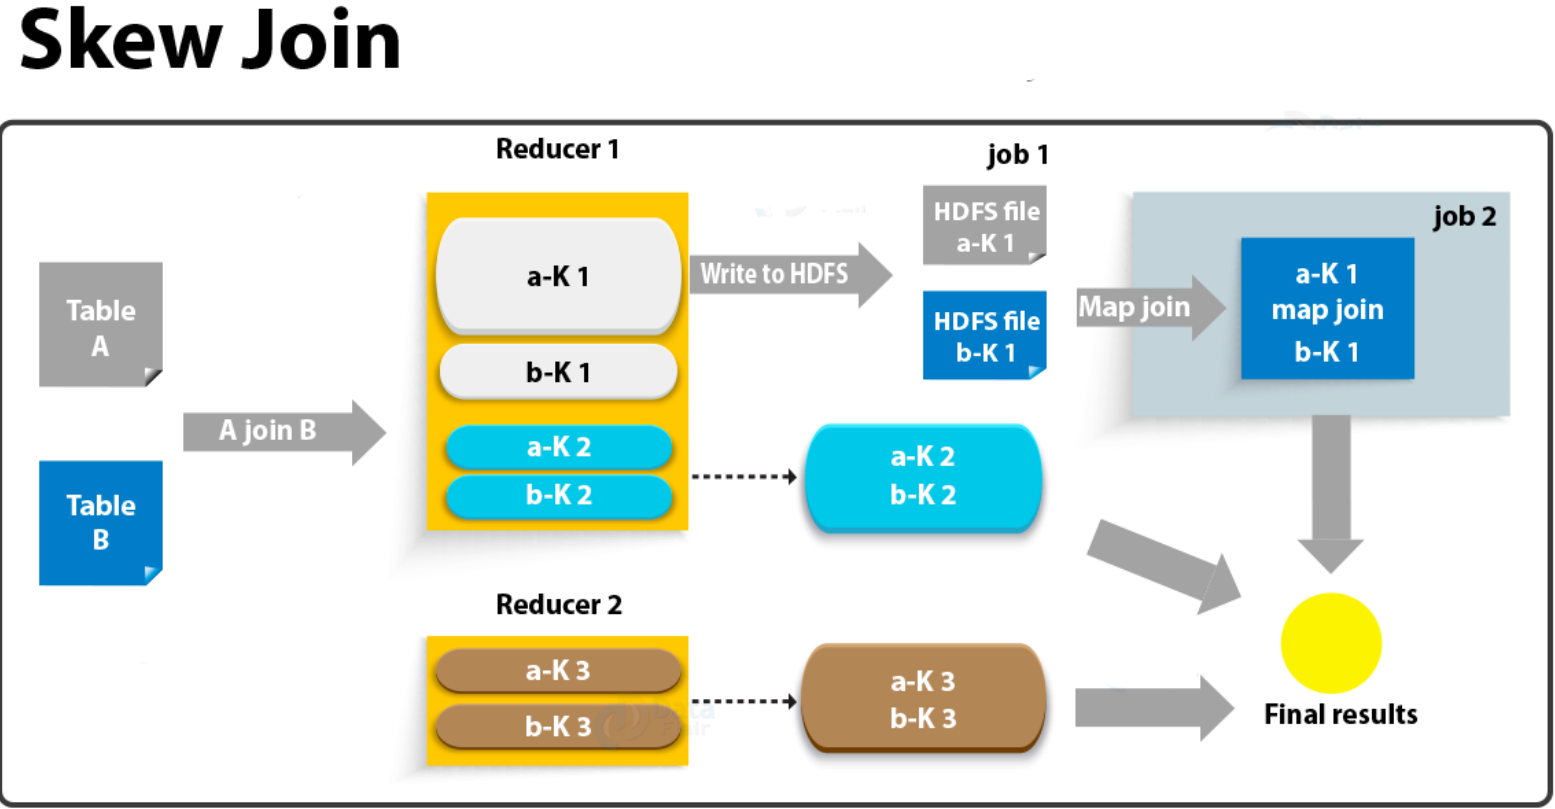 Skew Join
Reducer 1
job 1
HDFS file
a-K 1
job 2
Table
A
a-K 1
Write to HDFS
HDFS file
b-K 1
Map join
a-K 1
map join
b-K 1
b-K 1
A join B
a-K 2
b-K 2
a-K 2
b-K 2
Table
B
Reducer 2
a-K 3
b-K 3
a-K 3
b-K 3
Final results
Data
Flair